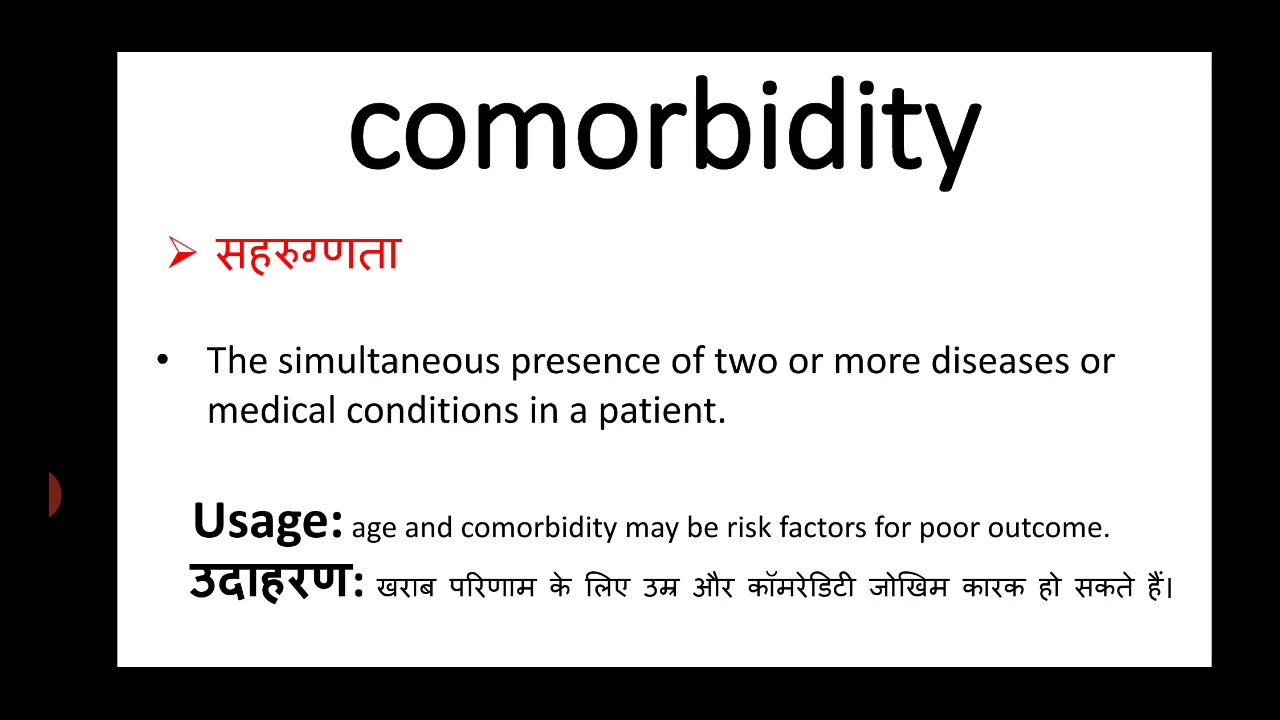 comorbidity
➢ सहरुग्णता
• The simultaneous presence of two or more diseases or
medical conditions in a patient.
Usage: age and comorbidity may be risk factors for poor outcome.
उदाहरण: खराब परिणाम के लिए उम्र और कॉमरेडिटी जोखिम कारक हो सकते हैं।